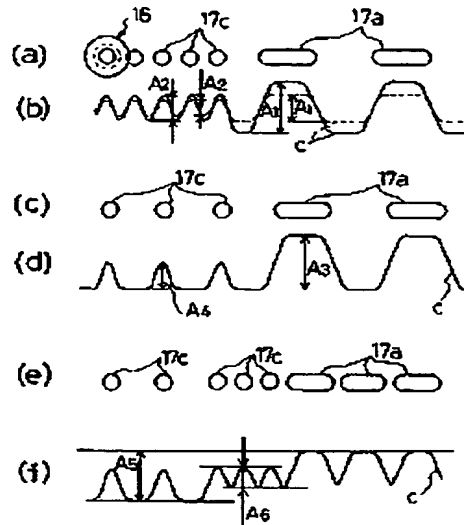 16 17c 17a
(a)
(b) A2 A2 A1 A1 c
17c 17a
(c)
(d) A4 A3 c
17c 17c 17a
(e)
(f) A5 A6 c